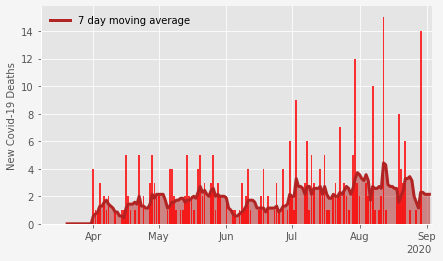 7 day moving average
New Covid-19 Deaths
14
12
10
8
6
4
2
0
Apr
May
Jun
Jul
Aug
Sep
2020